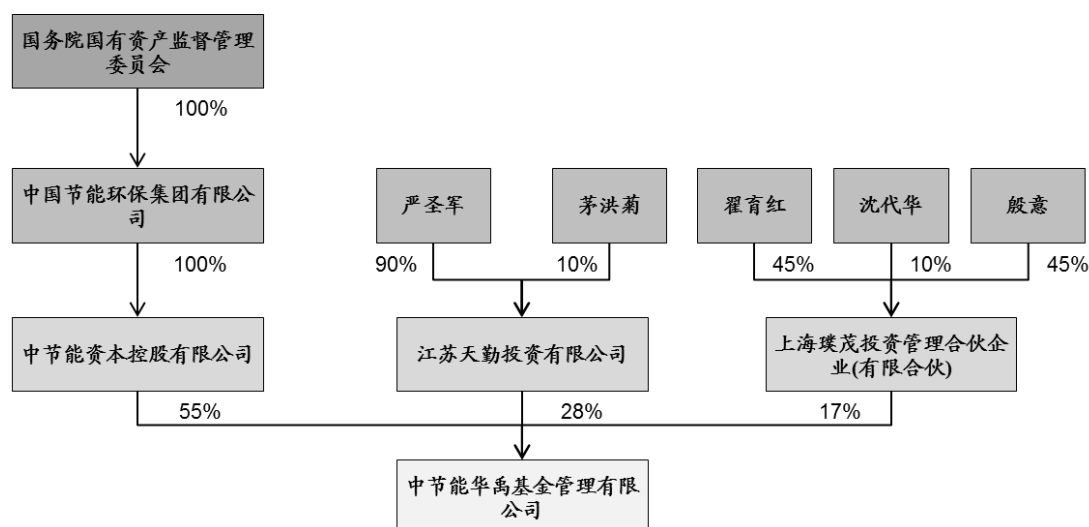 国务院国有资产监督管理
委员会
100%
中国节能环保集团有限公
司
严圣军
茅洪菊
翟育红
沈代华
殷意
100%
90%
10%
45%
10%
45%
中节能资本控股有限公司
江苏天勤投资有限公司
上海璞茂投资管理合伙企
业(有限合伙)
55%
28%
17%
中节能华禹基金管理有限
公司